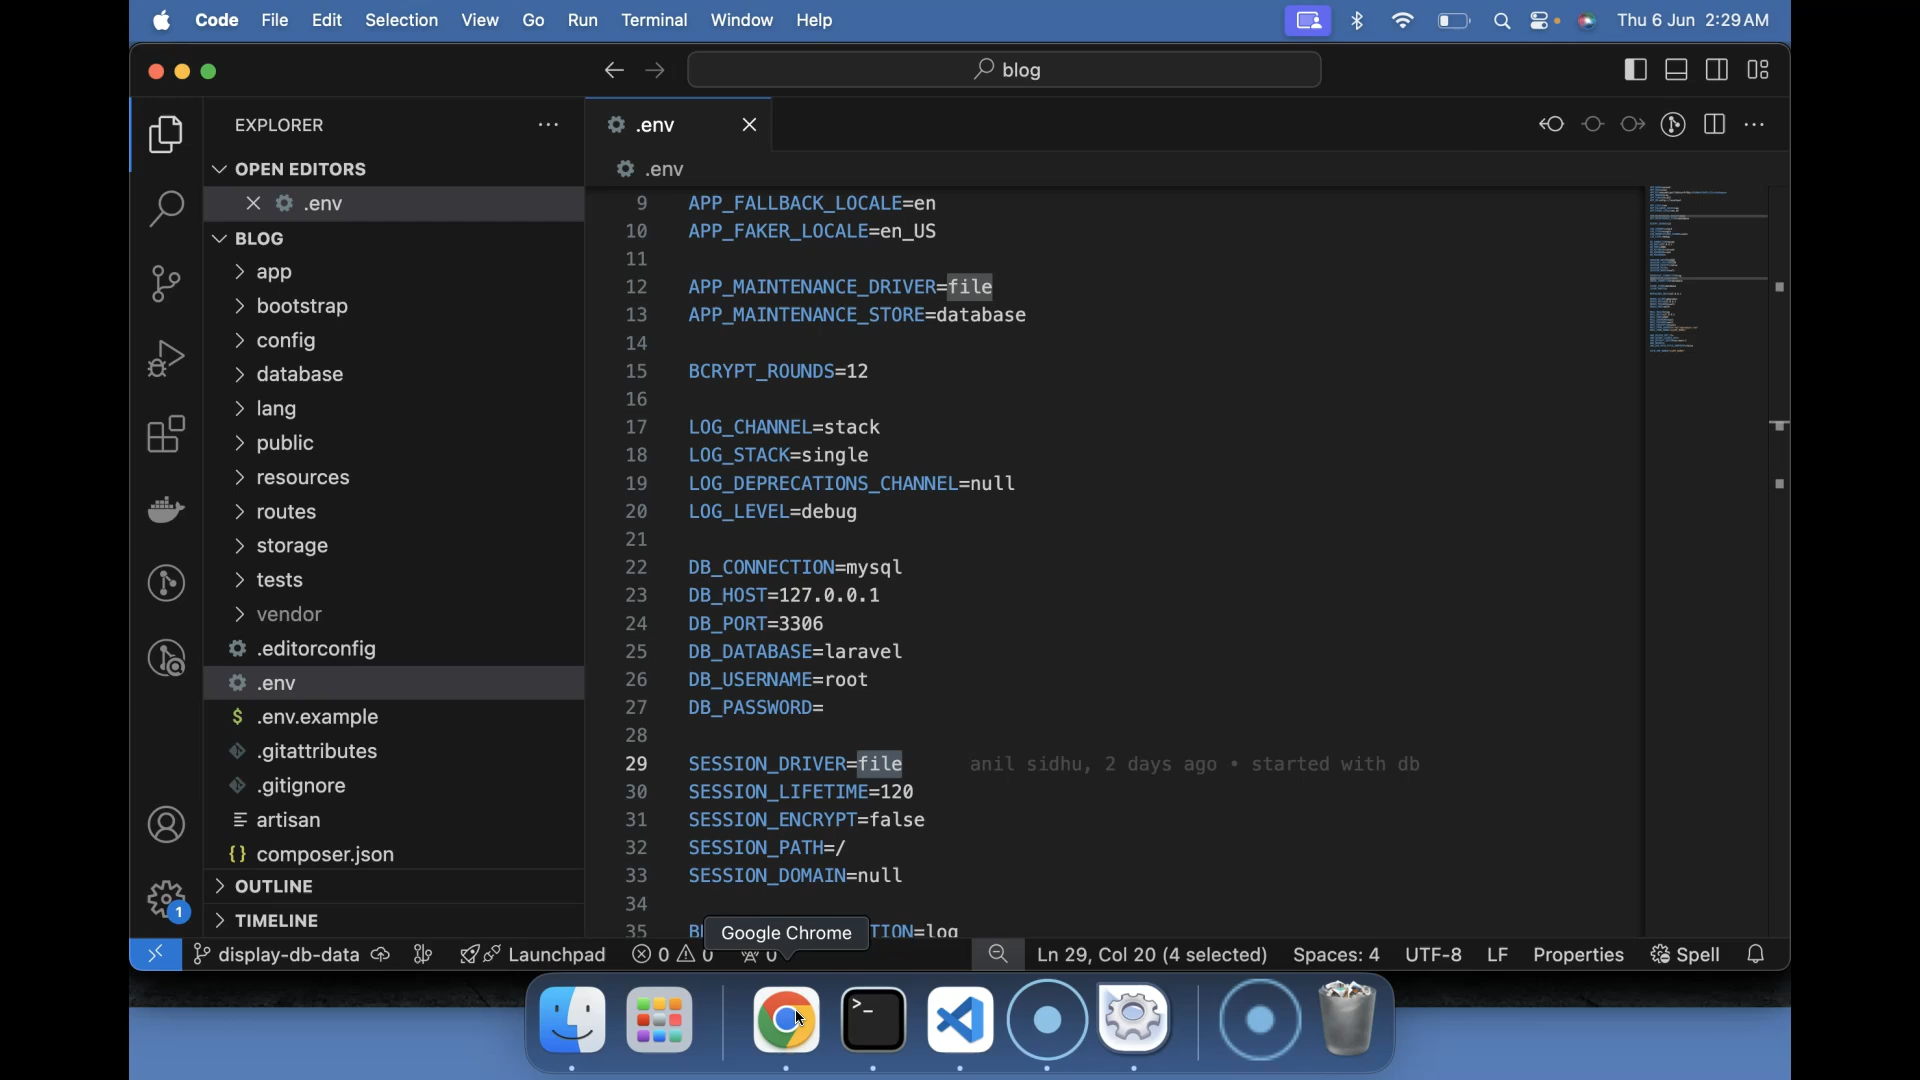 Code File Edit Selection View Go Run Terminal Window Help Thu 6 Jun 2:29 AM
blog
EXPLORER
.env
OPEN EDITORS
.env
.env
BLOG
app
bootstrap
config
database
lang
public
resources
routes
storage
tests
vendor
.editorconfig
.env
.env.example
.gitattributes
.gitignore
artisan
composer.json
OUTLINE
TIMELINE
9 APP_FALLBACK_LOCALE=en
10 APP_FAKER_LOCALE=en_US
11
12 APP_MAINTENANCE_DRIVER=file
13 APP_MAINTENANCE_STORE=database
14
15 BCRYPT_ROUNDS=12
16
17 LOG_CHANNEL=stack
18 LOG_STACK=single
19 LOG_DEPRECATIONS_CHANNEL=null
20 LOG_LEVEL=debug
21
22 DB_CONNECTION=mysql
23 DB_HOST=127.0.0.1
24 DB_PORT=3306
25 DB_DATABASE=laravel
26 DB_USERNAME=root
27 DB_PASSWORD=
28
29 SESSION_DRIVER=file anil sidhu, 2 days ago • started with db
30 SESSION_LIFETIME=120
31 SESSION_ENCRYPT=false
32 SESSION_PATH=/
33 SESSION_DOMAIN=null
34
35 TION=log
Google Chrome
1
display-db-data Launchpad 0 0 0 Ln 29, Col 20 (4 selected) Spaces: 4 UTF-8 LF Properties Spell